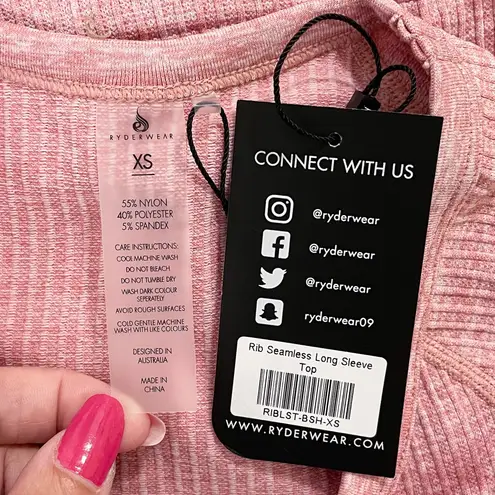 RYDERWEAR
XS
55% NYLON
40% POLYESTER
5% SPANDEX
CARE INSTRUCTIONS:
COOL MACHINE WASH
DO NOT BLEACH
DO NOT TUMBLE DRY
WASH DARK COLOUR
SEPERATELY
AVOID ROUGH SURFACES
COLD GENTLE MACHINE
WASH WITH LIKE COLOURS
DESIGNED IN
AUSTRALIA
MADE IN
CHINA
CONNECT WITH US
@ryderwear
@ryderwear
@ryderwear
ryderwear09
Rib Seamless Long Sleeve
Top
RIBLST-BSH-XS
WWW.RYDERWEAR.COM